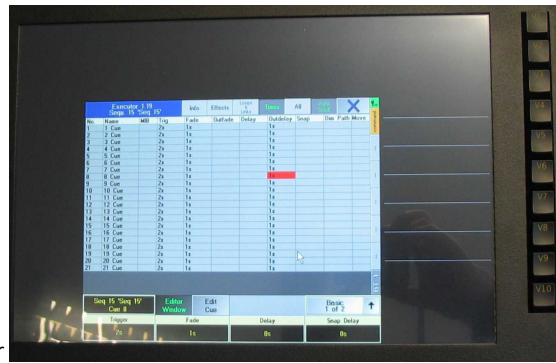 Executor 1.19
Sequ 15 'Seq 15'
Info Effects Loops & Links Times All Auto Scroll
No. Name MIB Trig Fade Outfade Delay Outdelay Snap Dim Path Move
1 1 Cue 2s 1s 1s
2 2 Cue 2s 1s 1s
3 3 Cue 2s 1s 1s
4 4 Cue 2s 1s 1s
5 5 Cue 2s 1s 1s
6 6 Cue 2s 1s 1s
7 7 Cue 2s 1s 1s
8 8 Cue 2s 1s 1s
9 9 Cue 2s 1s 1s
10 10 Cue 2s 1s 1s
11 11 Cue 2s 1s 1s
12 12 Cue 2s 1s 1s
13 13 Cue 2s 1s 1s
14 14 Cue 2s 1s 1s
15 15 Cue 2s 1s 1s
16 16 Cue 2s 1s 1s
17 17 Cue 2s 1s 1s
18 18 Cue 2s 1s 1s
19 19 Cue 2s 1s 1s
20 20 Cue 2s 1s 1s
21 21 Cue 2s 1s 1s
Seq 15 'Seq 15'
Cue 8
Editor Window
Edit Cue
Basic
1 of 2
Trigger Fade Delay Snap Delay
2s 1s 0s 0s
V4
V5
V6
V7
V8
V9
V10